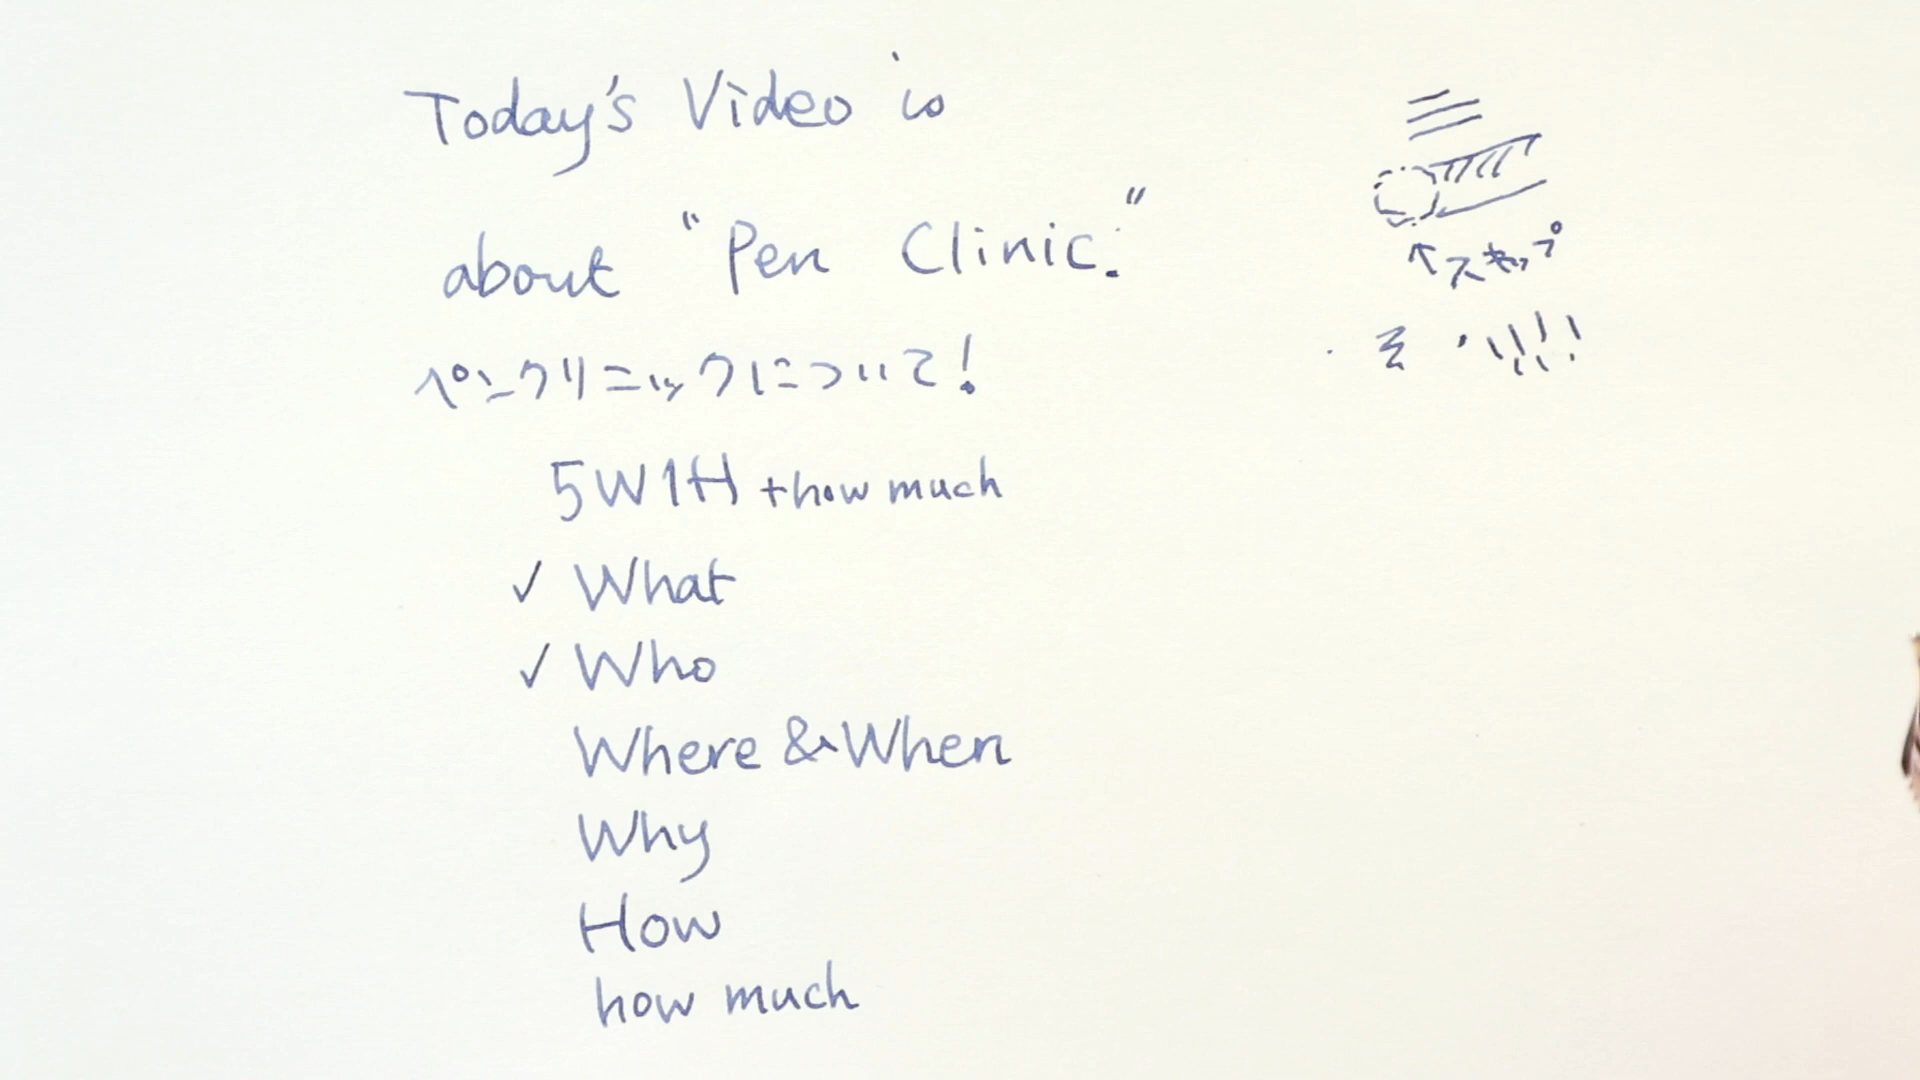 Today's Video is
about "Pen Clinic."
ペンクリニックについて!
5W1H + how much
✓ What
✓ Who
Where & When
Why
How
how much
↖スキップ